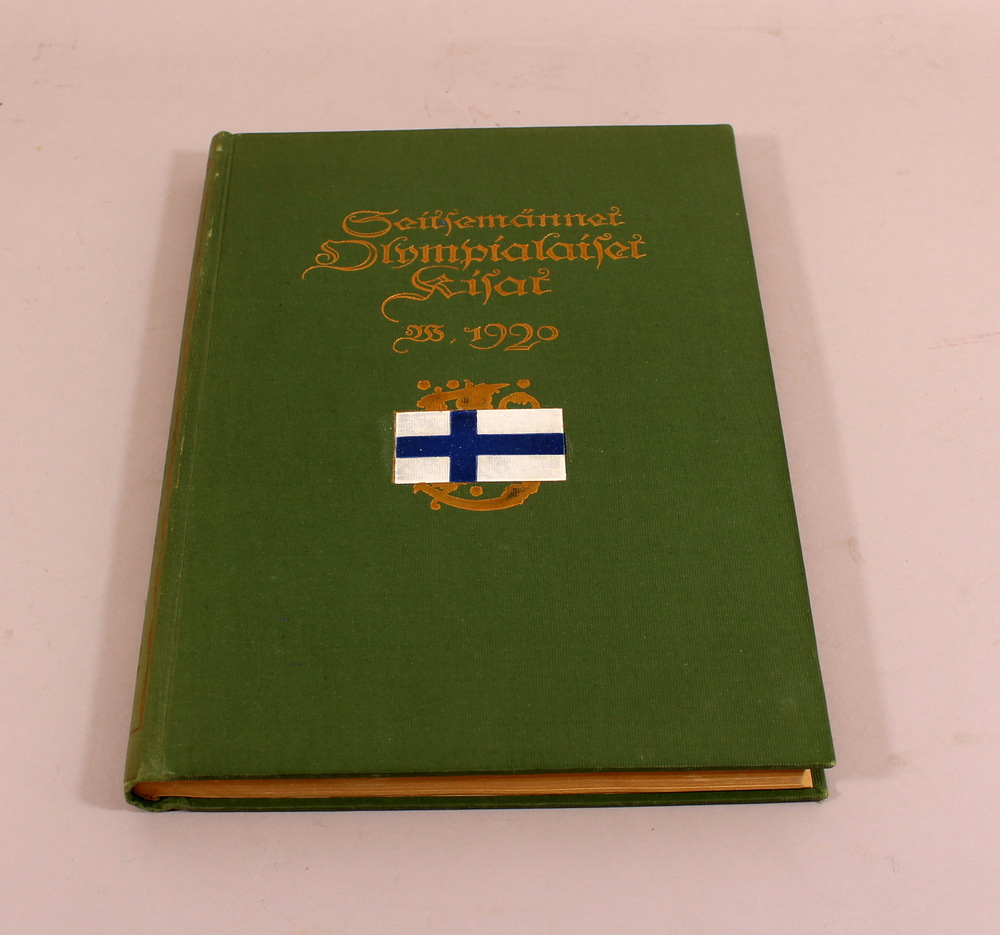 Seitsemännet
Olympialaiset
Kisat
W. 1920